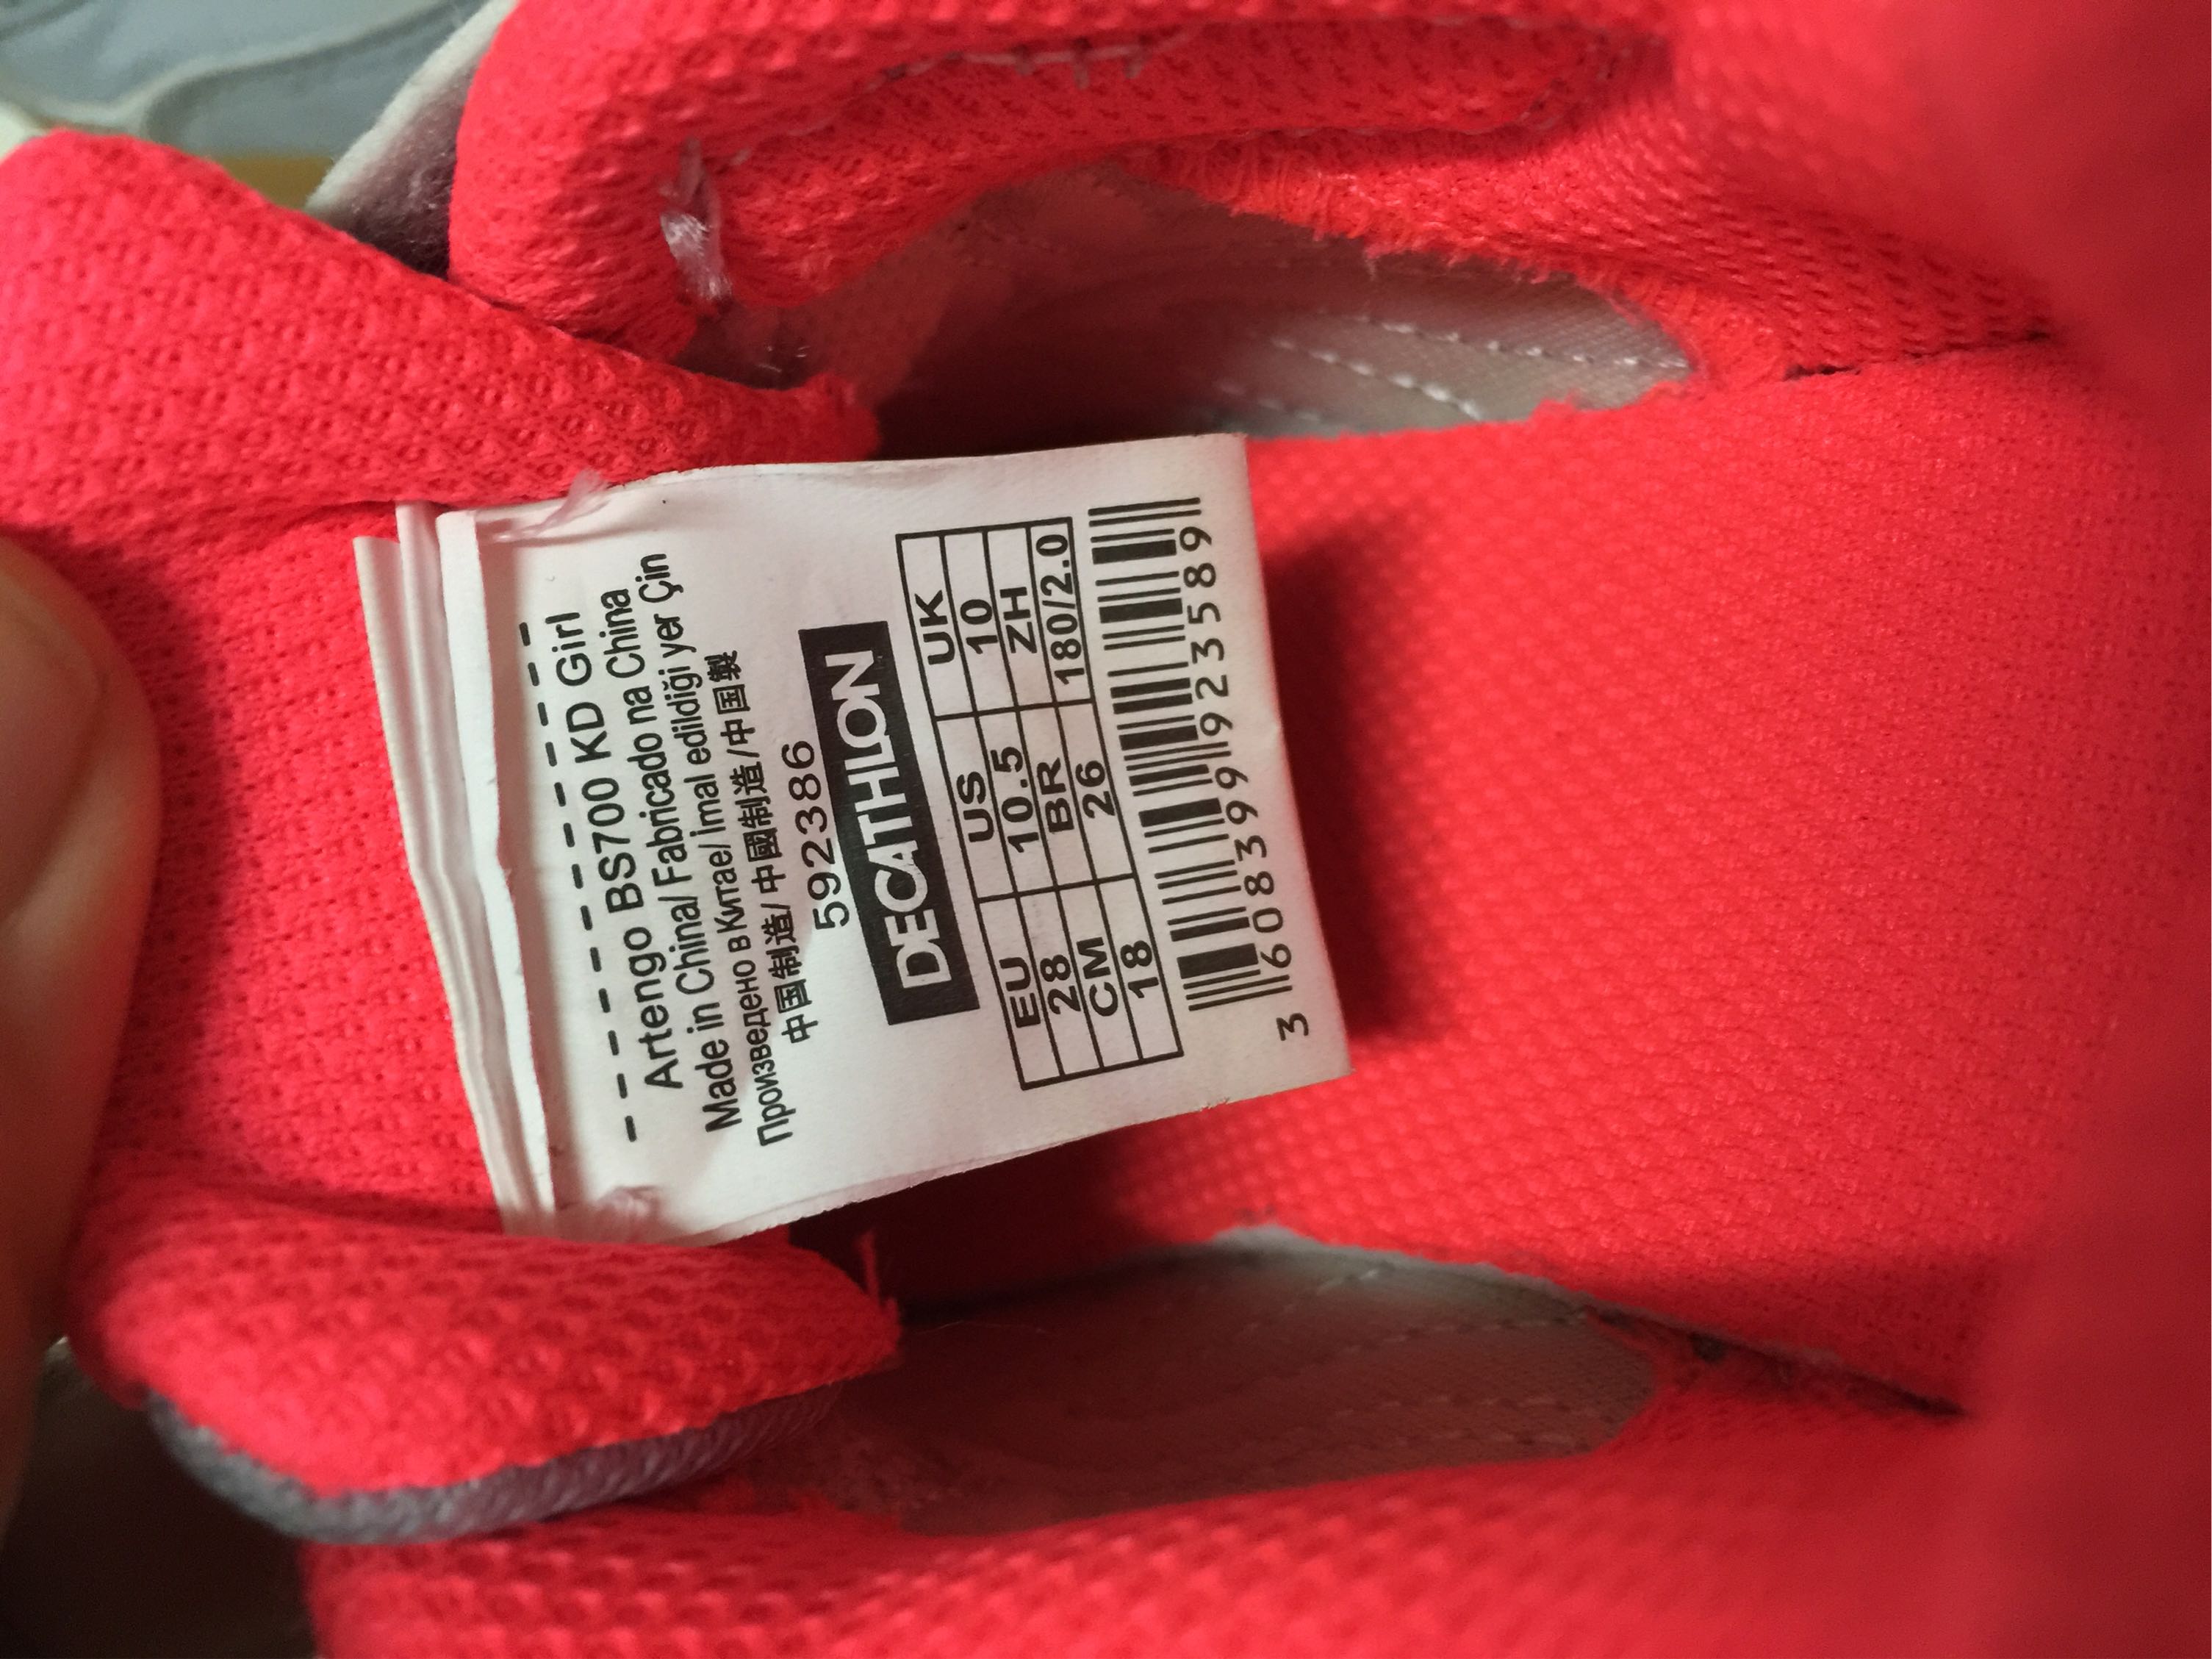 Artengo BS700 KD Girl
Made in China/ Fabricado na China
Произведено в Китае/ İmal edildiği yer Çin
中国制造/ 中國制造/中国製
592386
DECATHLON
EU US UK
28 10.5 10
CM BR ZH
18 26 180/2.0
3 608399 923589